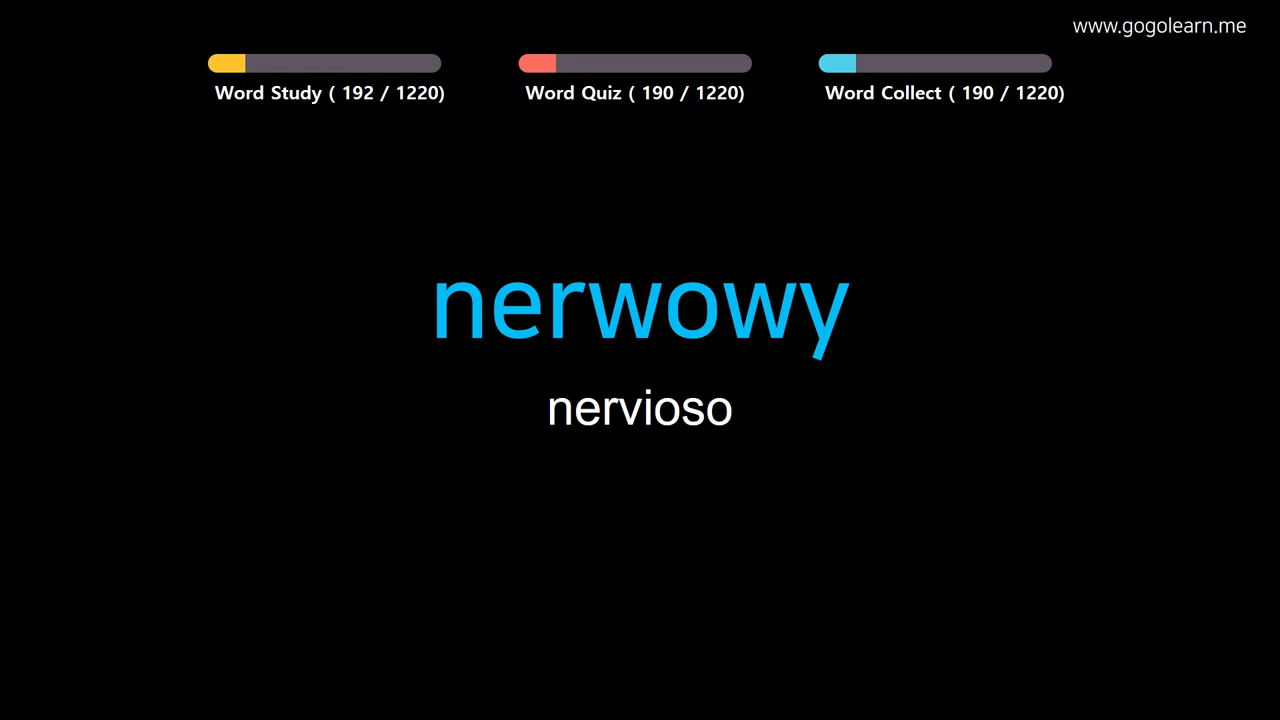 www.gogolearn.me
Word Study ( 192 / 1220)
Word Quiz ( 190 / 1220)
Word Collect ( 190 / 1220)
nerwowy
nervioso